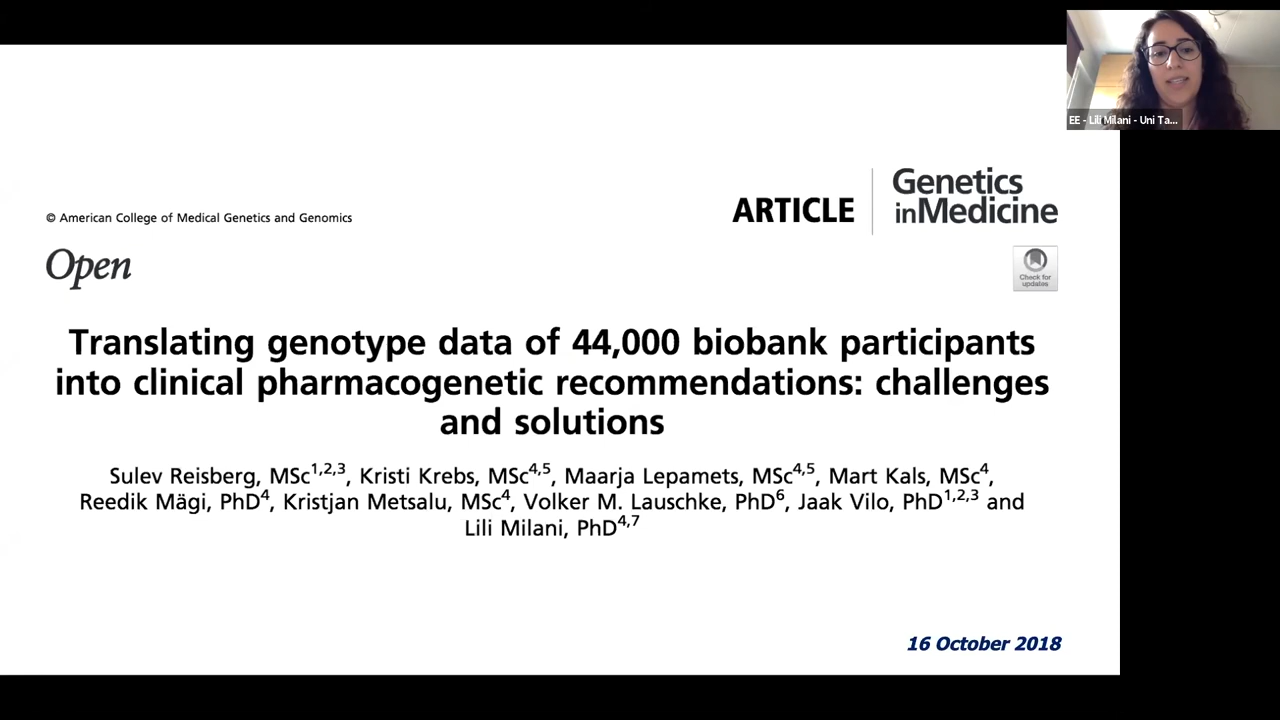 EE - Lili Milani - Uni Ta...
© American College of Medical Genetics and Genomics
ARTICLE
Genetics
inMedicine
Open
Check for
updates
Translating genotype data of 44,000 biobank participants
into clinical pharmacogenetic recommendations: challenges
and solutions
Sulev Reisberg, MSc1,2,3, Kristi Krebs, MSc4,5, Maarja Lepamets, MSc4,5, Mart Kals, MSc4,
Reedik Mägi, PhD4, Kristjan Metsalu, MSc4, Volker M. Lauschke, PhD6, Jaak Vilo, PhD1,2,3 and
Lili Milani, PhD4,7
16 October 2018